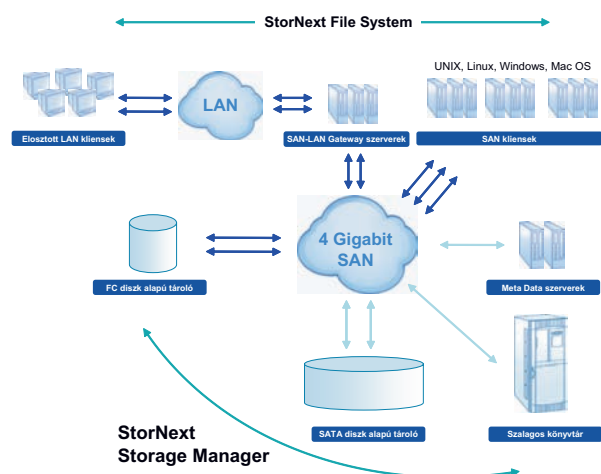 StorNext File System
UNIX, Linux, Windows, Mac OS
LAN
Elosztott LAN kliensek
SAN-LAN Gateway szerverek
SAN kliensek
4 Gigabit
SAN
FC diszk alapú tároló
Meta Data szerverek
StorNext
Storage Manager
SATA diszk alapú tároló
Szalagos könyvtár